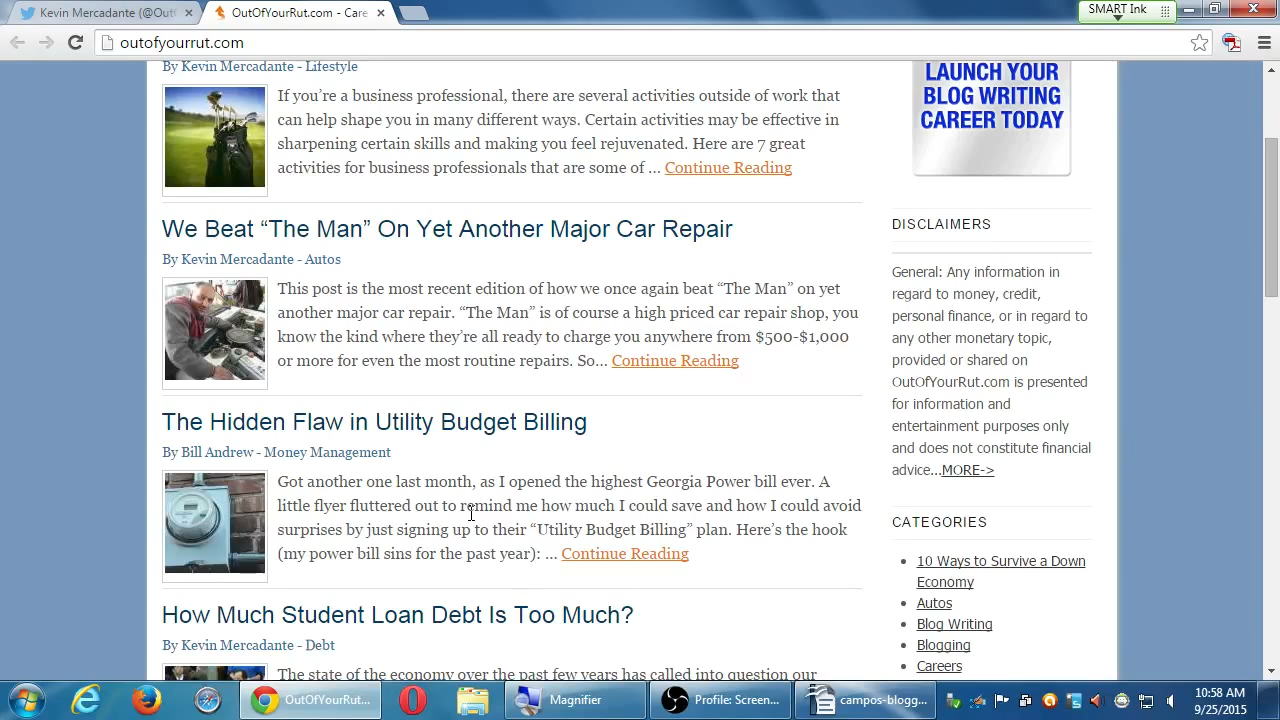 Kevin Mercadante (@Out
OutOfYourRut.com - Care
SMART Ink
outofyourrut.com
By Kevin Mercadante - Lifestyle
If you're a business professional, there are several activities outside of work that
can help shape you in many different ways. Certain activities may be effective in
sharpening certain skills and making you feel rejuvenated. Here are 7 great
activities for business professionals that are some of ... Continue Reading
We Beat “The Man” On Yet Another Major Car Repair
By Kevin Mercadante - Autos
This post is the most recent edition of how we once again beat “The Man” on yet
another major car repair. “The Man” is of course a high priced car repair shop, you
know the kind where they're all ready to charge you anywhere from $500-$1,000
or more for even the most routine repairs. So... Continue Reading
The Hidden Flaw in Utility Budget Billing
By Bill Andrew - Money Management
Got another one last month, as I opened the highest Georgia Power bill ever. A
little flyer fluttered out to remind me how much I could save and how I could avoid
surprises by just signing up to their “Utility Budget Billing” plan. Here's the hook
(my power bill sins for the past year): ... Continue Reading
How Much Student Loan Debt Is Too Much?
By Kevin Mercadante - Debt
The state of the economy over the past few years has called into question our
LAUNCH YOUR
BLOG WRITING
CAREER TODAY
DISCLAIMERS
General: Any information in
regard to money, credit,
personal finance, or in regard to
any other monetary topic,
provided or shared on
OutOfYourRut.com is presented
for information and
entertainment purposes only
and does not constitute financial
advice...MORE->
CATEGORIES
10 Ways to Survive a Down
Economy
Autos
Blog Writing
Blogging
Careers
OutOfYourRut...
Magnifier
Profile: Screen...
campos-blogg...
10:58 AM
9/25/2015